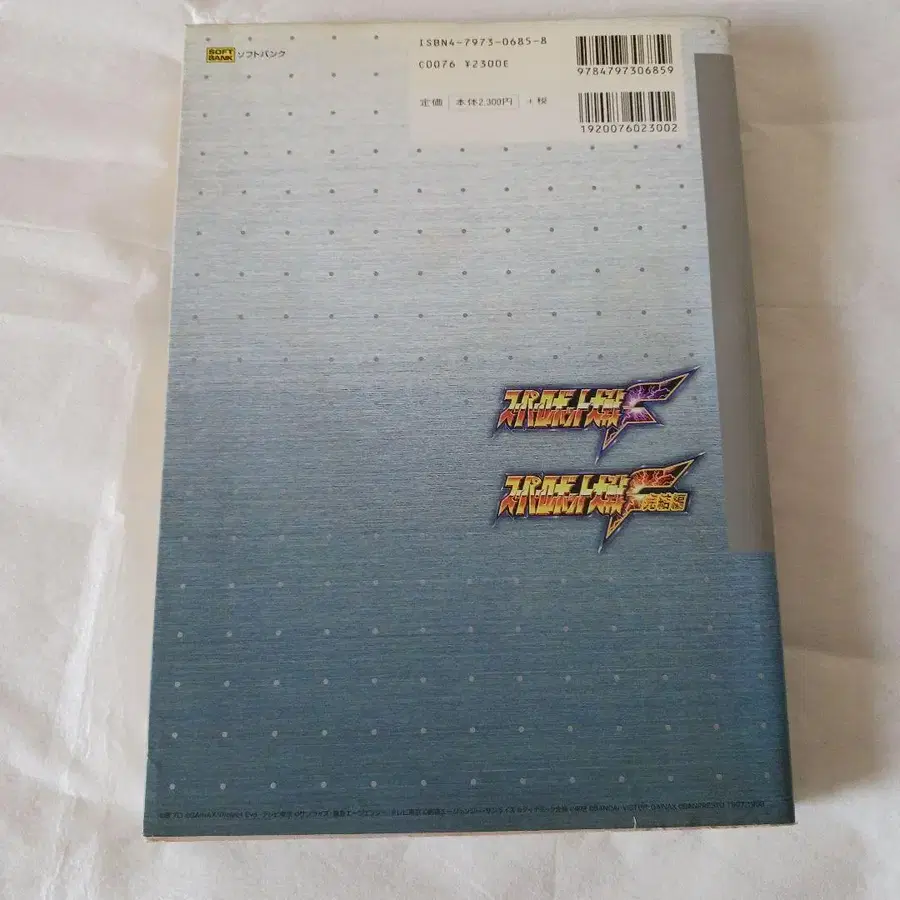 SOFT
BANK
ソフトバンク
ISBN4-7973-0685-8
C0076 ¥2300E
定価 本体2,300円 +税
9784797306859
1920076023002
スーパーロボット大戦F
スーパーロボット大戦F完結編